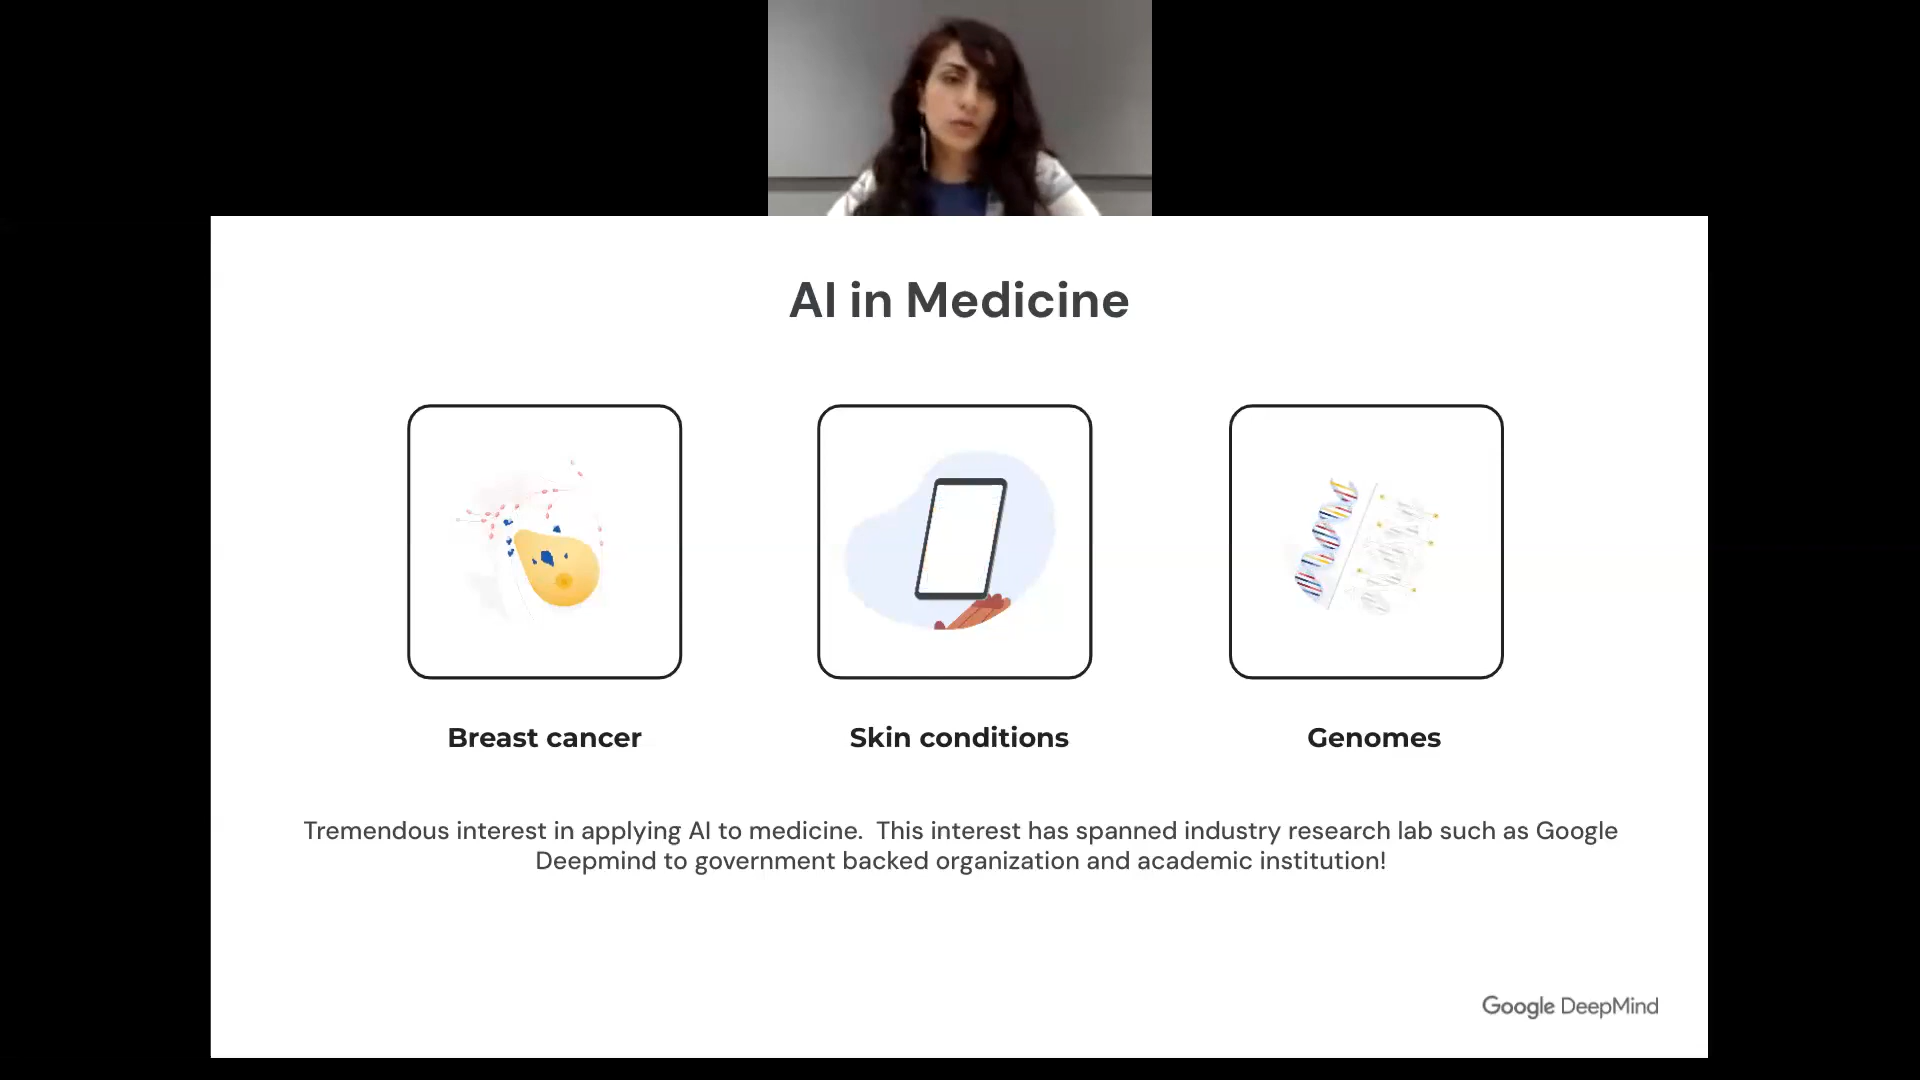 AI in Medicine
Breast cancer
Skin conditions
Genomes
Tremendous interest in applying AI to medicine.  This interest has spanned industry research lab such as Google
Deepmind to government backed organization and academic institution!
Google DeepMind